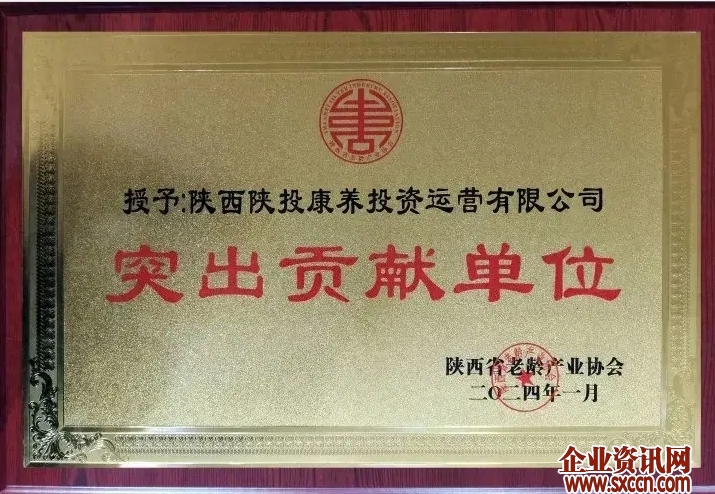 授予:陕西陕投康养投资运营有限公司
突出贡献单位
陕西省老龄产业协会
二〇二四年一月
企业资讯网
www.sxccn.com